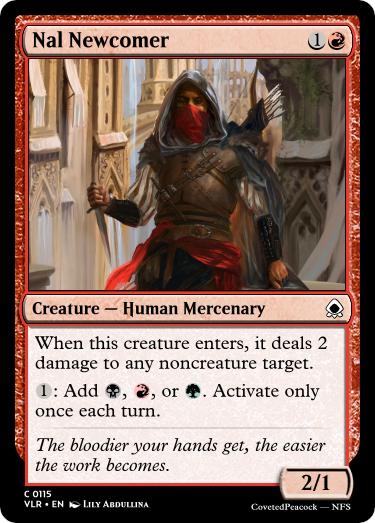 Nal Newcomer
1
Creature — Human Mercenary
When this creature enters, it deals 2
damage to any noncreature target.
1: Add , , or . Activate only
once each turn.
The bloodier your hands get, the easier
the work becomes.
2/1
C 0115
VLR • EN Lily Abdullina
CovetedPeacock — NFS